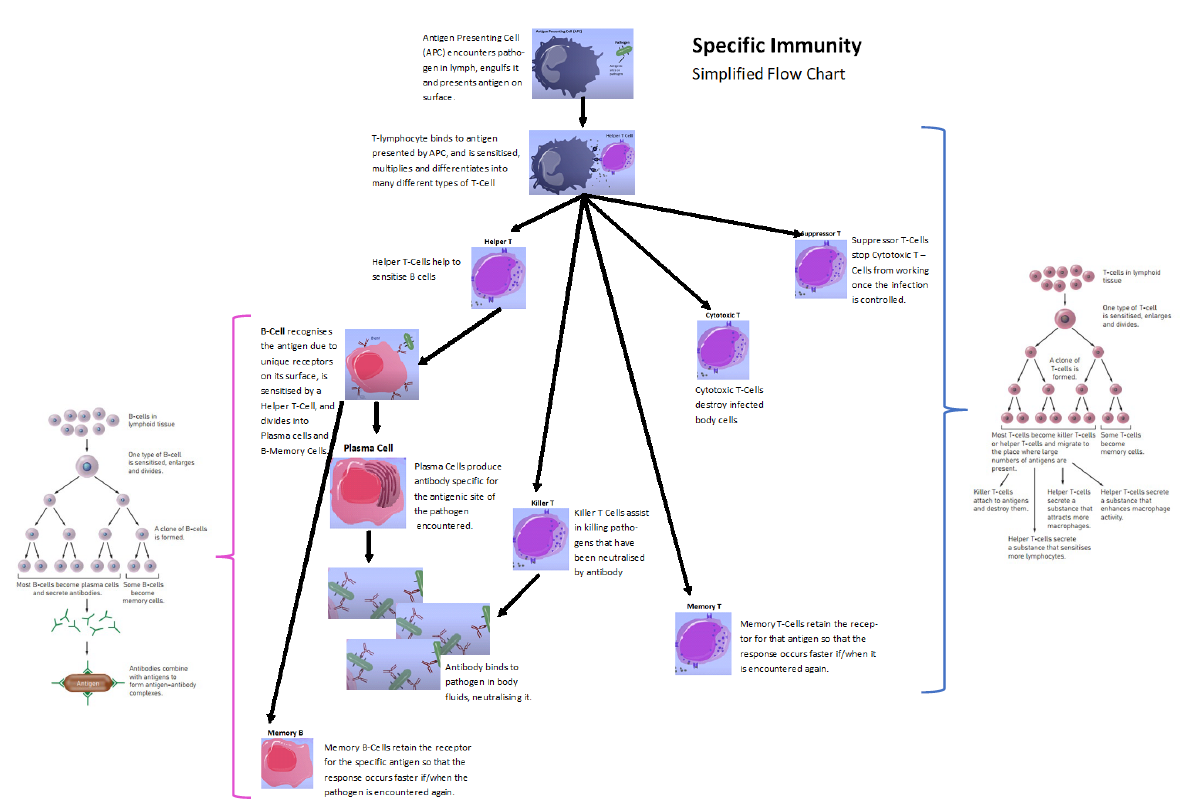 Specific Immunity
Simplified Flow Chart
Antigen Presenting Cell
(APC) encounters patho-
gen in lymph, engulfs it
and presents antigen on
surface.
Antigen Presenting Cell (APC)
Pathogen
T-lymphocyte binds to antigen
presented by APC, and is sensitised,
multiplies and differentiates into
many different types of T-Cell
Helper T Cell
Helper T
Helper T-Cells help to
sensitise B cells
Suppressor T
Suppressor T-Cells
stop Cytotoxic T –
Cells from working
once the infection
is controlled.
Cytotoxic T
Cytotoxic T-Cells
destroy infected
body cells.
B-Cell recognises
the antigen due to
unique receptors
on its surface, is
sensitised by a
Helper T-Cell, and
divides into
Plasma cells and
B-Memory Cells.
Plasma Cell
Plasma Cells produce
antibody specific for
the antigenic site of
the pathogen
encountered.
Killer T
Killer T Cells assist
in killing patho-
gens that have
been neutralised
by antibody
Antibody binds to
pathogen in body
fluids, neutralising it.
Memory T
Memory T-Cells retain the recep-
tor for that antigen so that the
response occurs faster if/when it
is encountered again.
Memory B
Memory B-Cells retain the receptor
for the specific antigen so that the
response occurs faster if/when the
pathogen is encountered again.
B-cells in
lymphoid tissue
One type of B-cell
is sensitised, enlarges
and divides.
A clone of B-cells
is formed.
Most B-cells become plasma cells
and secrete antibodies.
Some B-cells
become
memory cells.
Antibodies combine
with antigens to
form antigen-antibody
complexes.
Antigen
T-cells in lymphoid
tissue
One type of T-cell
is sensitised, enlarges
and divides.
A clone of
T-cells is
formed.
Most T-cells become killer T-cells
or helper T-cells and migrate to
the place where large
numbers of antigens are
present.
Some T-cells
become
memory cells.
Killer T-cells
attach to antigens
and destroy them.
Helper T-cells
secrete a
substance that
attracts more
macrophages.
Helper T-cells secrete
a substance that
enhances macrophage
activity.
Helper T-cells secrete
a substance that sensitises
more lymphocytes.